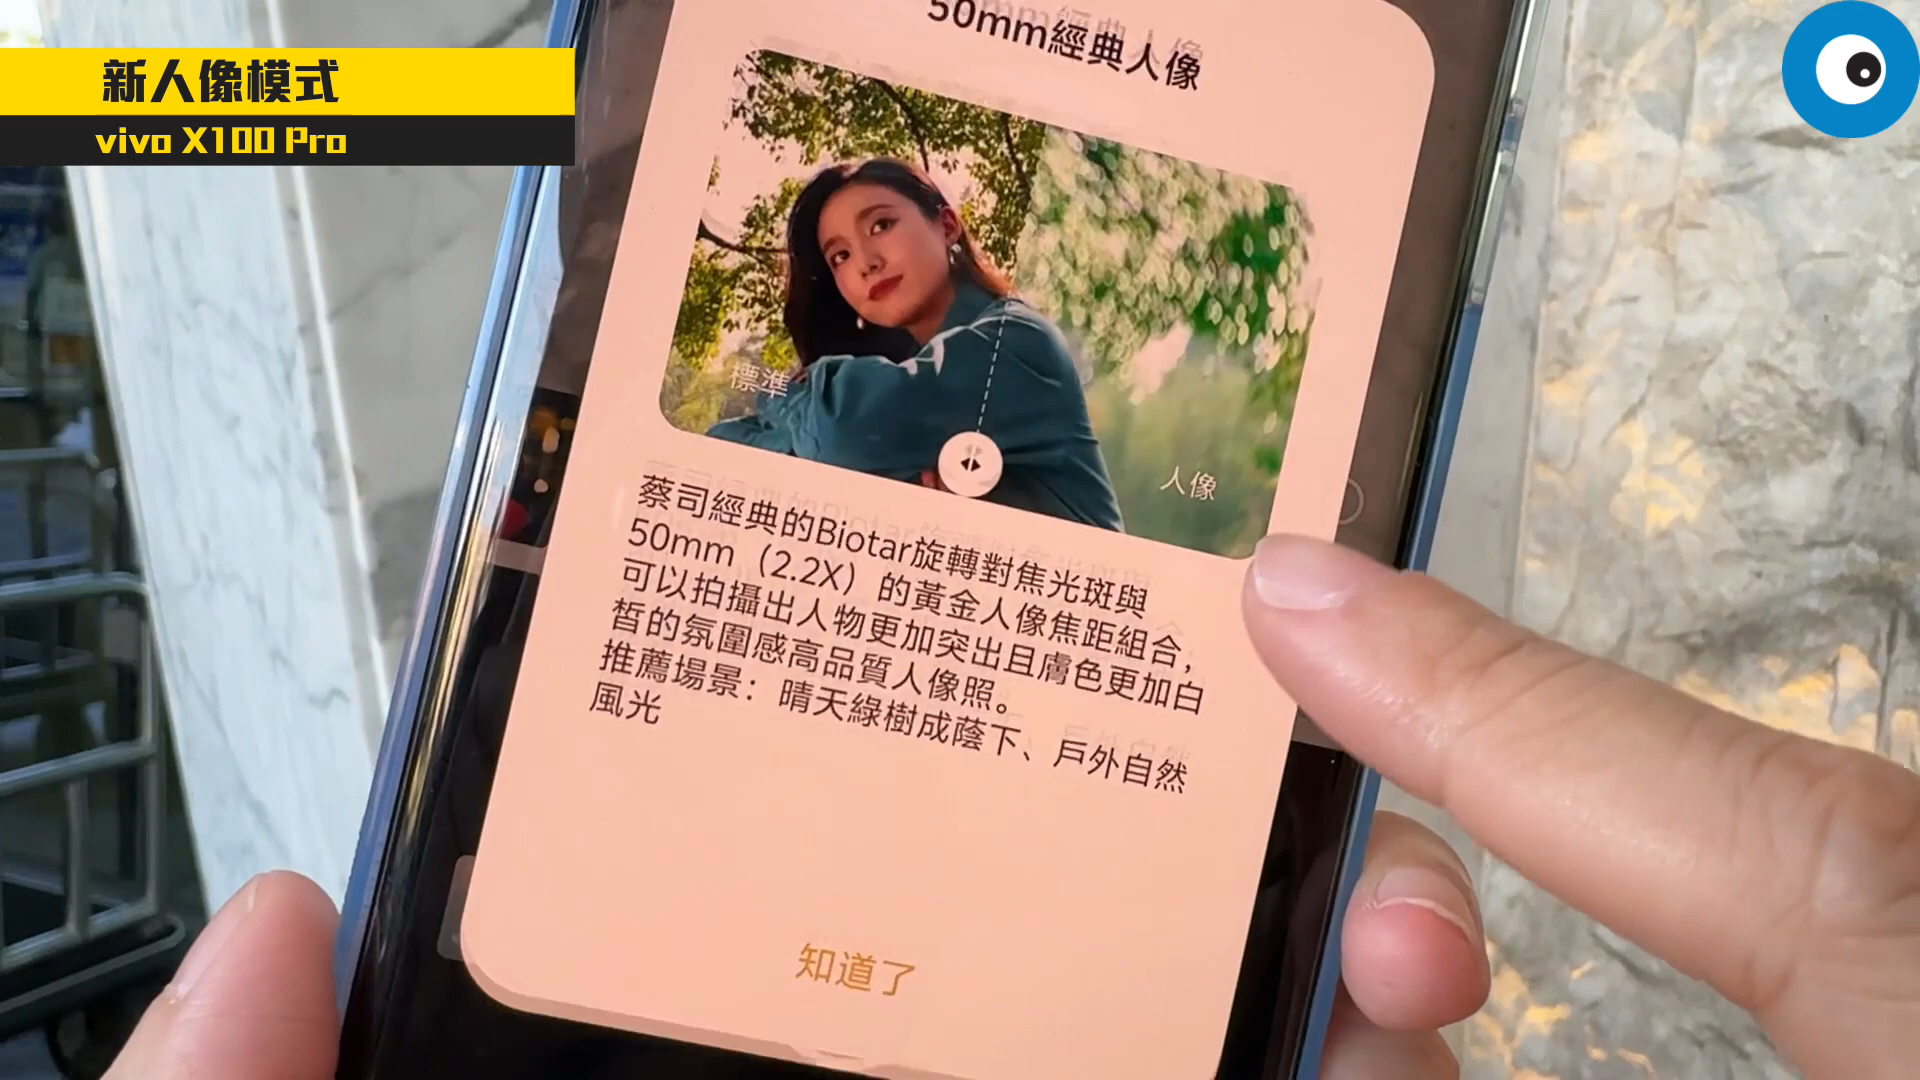 新人像模式
vivo X100 Pro
50mm經典人像
標準
人像
蔡司經典的Biotar旋轉對焦光斑與
50mm（2.2X）的黃金人像焦距組合，
可以拍攝出人物更加突出且膚色更加白
皙的氛圍感高品質人像照。
推薦場景：晴天綠樹成蔭下、戶外自然
風光
知道了